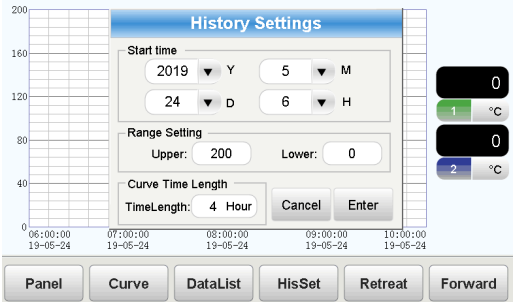 200
History Settings
Start time
160
2019 Y 5 M
0
120
24 D 6 H
1 °C
Range Setting
0
80
Upper: 200 Lower: 0
2 °C
40
Curve Time Length
TimeLength: 4 Hour Cancel Enter
0
06:00:00 07:00:00 08:00:00 09:00:00 10:00:00
19-05-24 19-05-24 19-05-24 19-05-24 19-05-24
Panel Curve DataList HisSet Retreat Forward